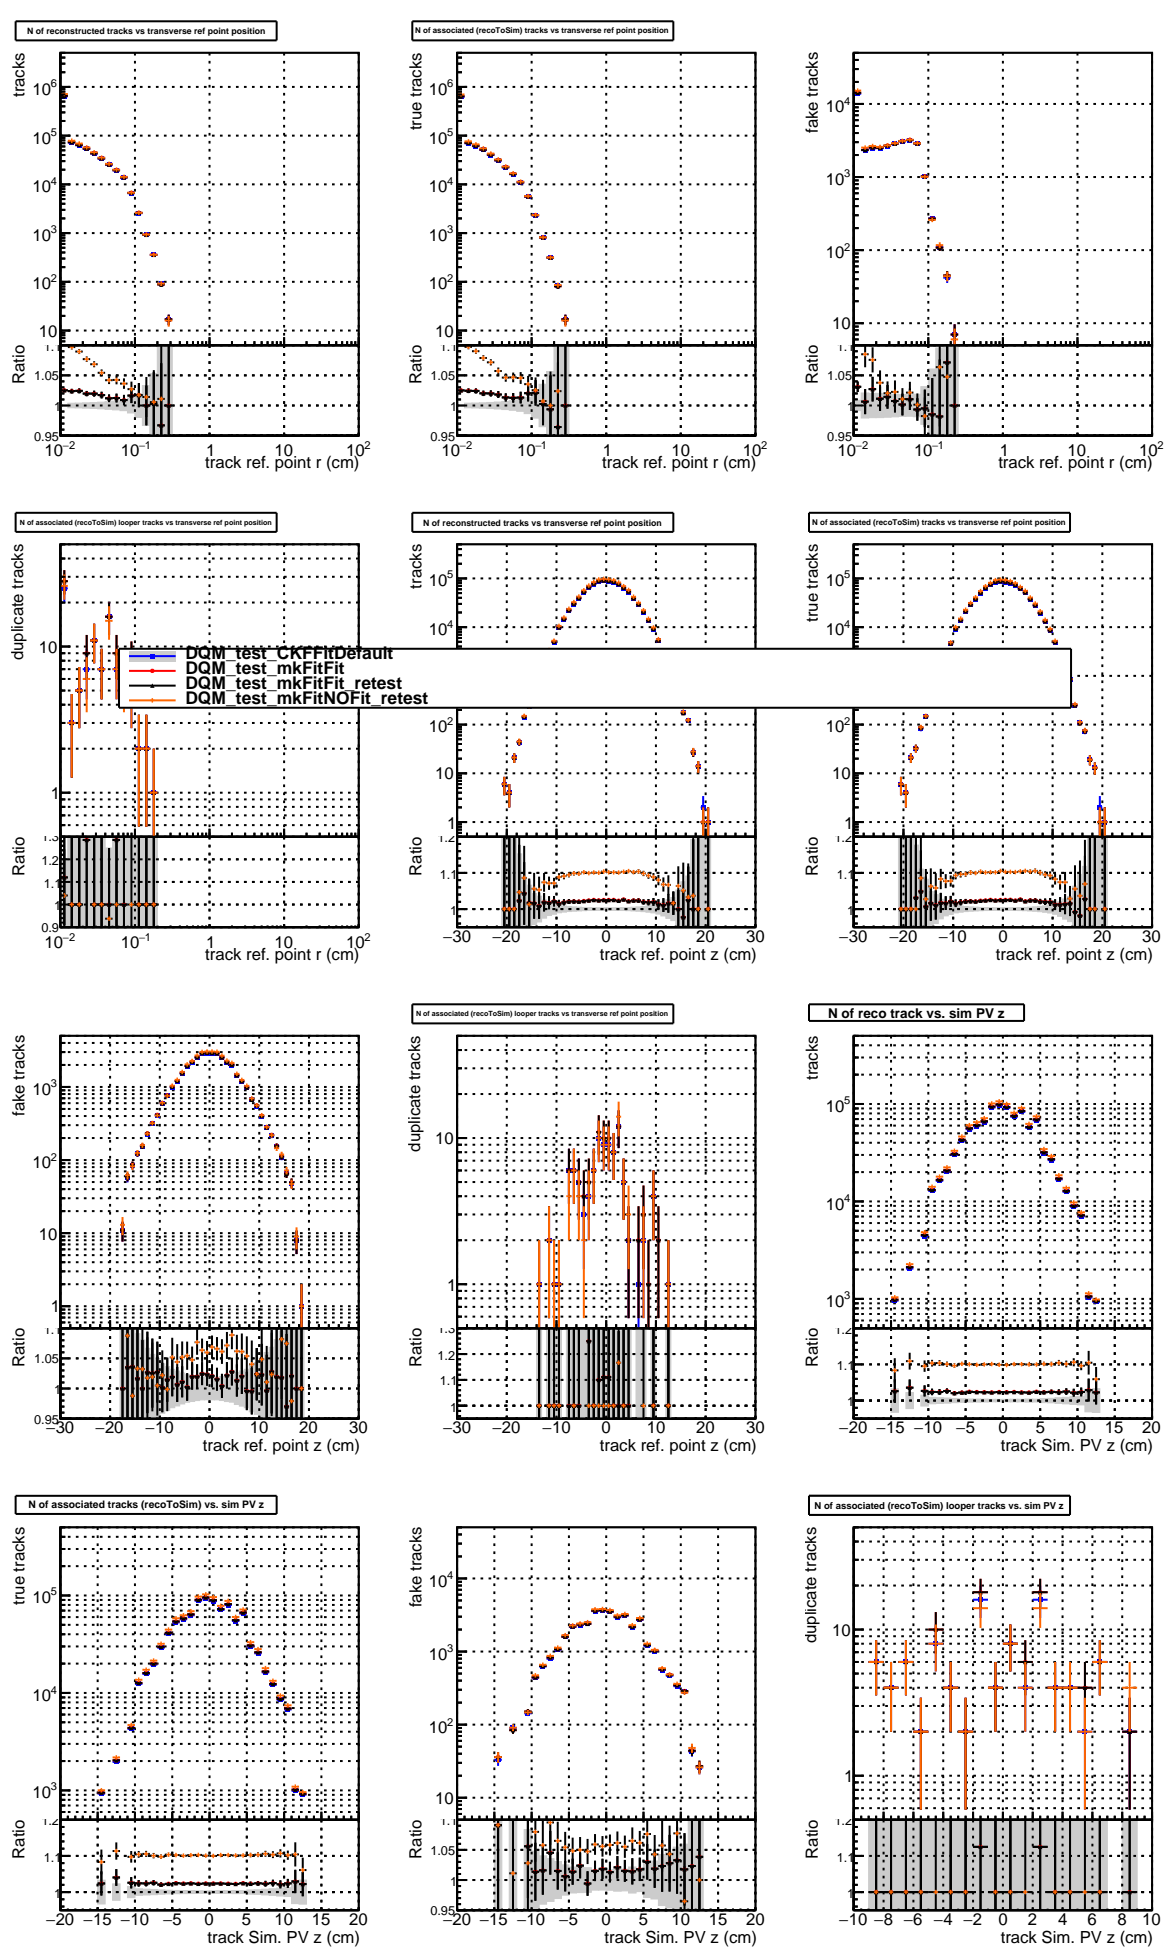 N of reconstructed tracks vs transverse ref point position
N of associated (recoToSim) tracks vs transverse ref point position
tracks
true tracks
fake tracks
10^6 10^5 10^4 10^3 10^2 10
10^6 10^5 10^4 10^3 10^2 10
10^4 10^3 10^2 10
Ratio 1.05 1 0.95
Ratio 1.05 1 0.95
Ratio 1.05 1 0.95
10^−2 10^−1 1 10 10^2
10^−2 10^−1 1 10 10^2
10^−2 10^−1 1 10 10^2
track ref. point r (cm)
track ref. point r (cm)
track ref. point r (cm)
N of associated (recoToSim) looper tracks vs transverse ref point position
N of reconstructed tracks vs transverse ref point position
N of associated (recoToSim) tracks vs transverse ref point position
duplicate tracks
tracks
true tracks
10 1
10^5 10^4 10^2 10 1
10^5 10^4 10^2 10 1
DQM_test_CKFFitDefault
DQM_test_mkFitFit
DQM_test_mkFitFit_retest
DQM_test_mkFitNOFit_retest
Ratio 1.3 1.2 1.1 1 0.9
Ratio 1.2 1.1 1
Ratio 1.2 1.1 1
10^−2 10^−1 1 10 10^2
−30 −20 −10 0 10 20 30
−30 −20 −10 0 10 20 30
track ref. point r (cm)
track ref. point z (cm)
track ref. point z (cm)
N of associated (recoToSim) looper tracks vs transverse ref point position
N of reco track vs. sim PV z
fake tracks
duplicate tracks
tracks
10^3 10^2 10 1
10 1
10^5 10^4 10^3
Ratio 1.1 1.05 1 0.95
Ratio 1.3 1.2 1.1 1
Ratio 1.2 1.1 1
−30 −20 −10 0 10 20 30
−30 −20 −10 0 10 20 30
−20 −15 −10 −5 0 5 10 15 20
track ref. point z (cm)
track ref. point z (cm)
track Sim. PV z (cm)
N of associated tracks (recoToSim) vs. sim PV z
N of associated (recoToSim) looper tracks vs. sim PV z
true tracks
fake tracks
duplicate tracks
10^5 10^4 10^3
10^4 10^3 10^2 10
10 1
Ratio 1.2 1.1 1
Ratio 1.1 1.05 1 0.95
Ratio 1.2 1.1 1
−20 −15 −10 −5 0 5 10 15 20
−20 −15 −10 −5 0 5 10 15 20
−10 −8 −6 −4 −2 0 2 4 6 8 10
track Sim. PV z (cm)
track Sim. PV z (cm)
track Sim. PV z (cm)